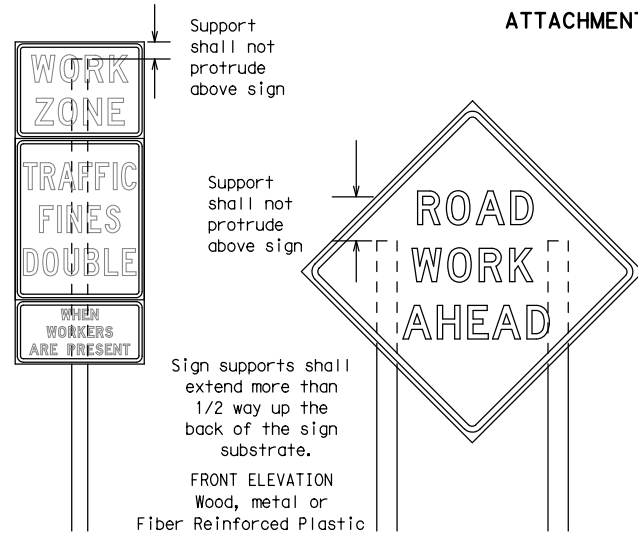 ATTACHMENT
Support
shall not
protrude
above sign
WORK
ZONE
TRAFFIC
FINES
DOUBLE
WHEN
WORKERS
ARE PRESENT
Support
shall not
protrude
above sign
ROAD
WORK
AHEAD
Sign supports shall
extend more than
1/2 way up the
back of the sign
substrate.
FRONT ELEVATION
Wood, metal or
Fiber Reinforced Plastic